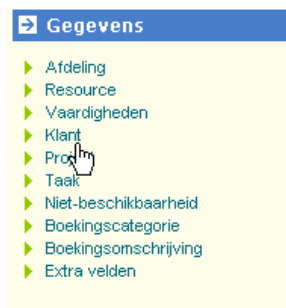 Gegevens
Afdeling
Resource
Vaardigheden
Klant
Taak
Niet-beschikbaarheid
Boekingscategorie
Boekingsomschrijving
Extra velden